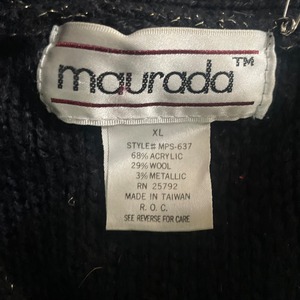 maurada™
XL
STYLE# MPS-637
68% ACRYLIC
29% WOOL
3% METALLIC
RN 25792
MADE IN TAIWAN
R. O. C.
SEE REVERSE FOR CARE